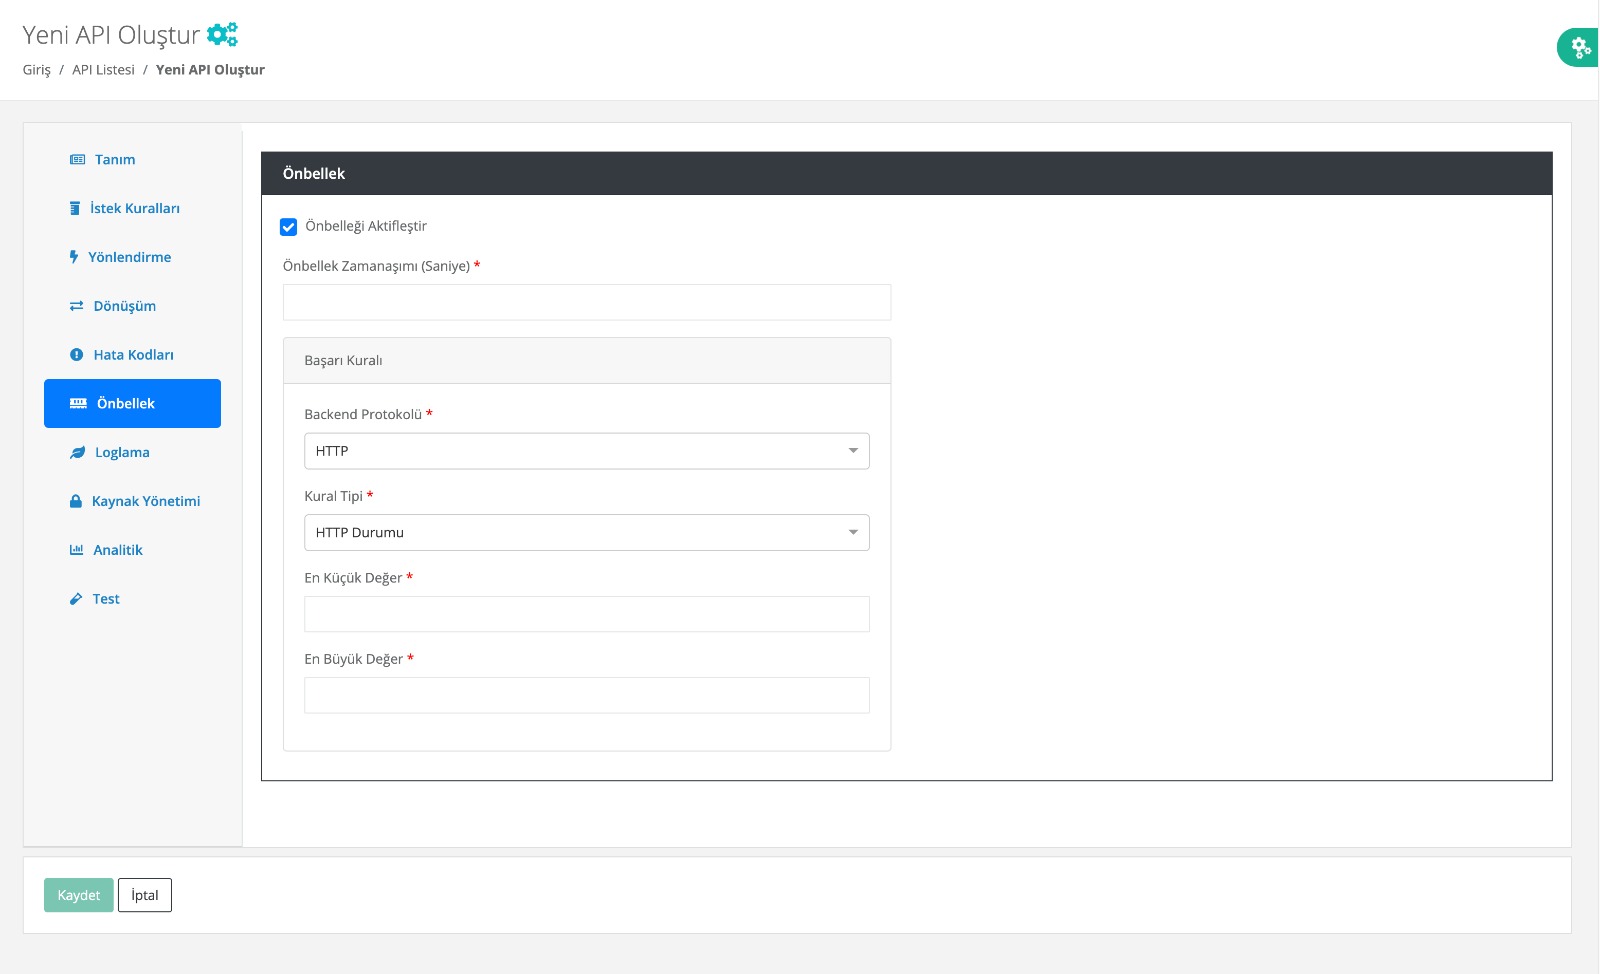 Yeni API Oluştur
Giriş / API Listesi / Yeni API Oluştur
Tanım
İstek Kuralları
Yönlendirme
Dönüşüm
Hata Kodları
Önbellek
Loglama
Kaynak Yönetimi
Analitik
Test
Önbellek
Önbelleği Aktifleştir
Önbellek Zamanaşımı (Saniye) *
Başarı Kuralı
Backend Protokolü *
HTTP
Kural Tipi *
HTTP Durumu
En Küçük Değer *
En Büyük Değer *
Kaydet İptal